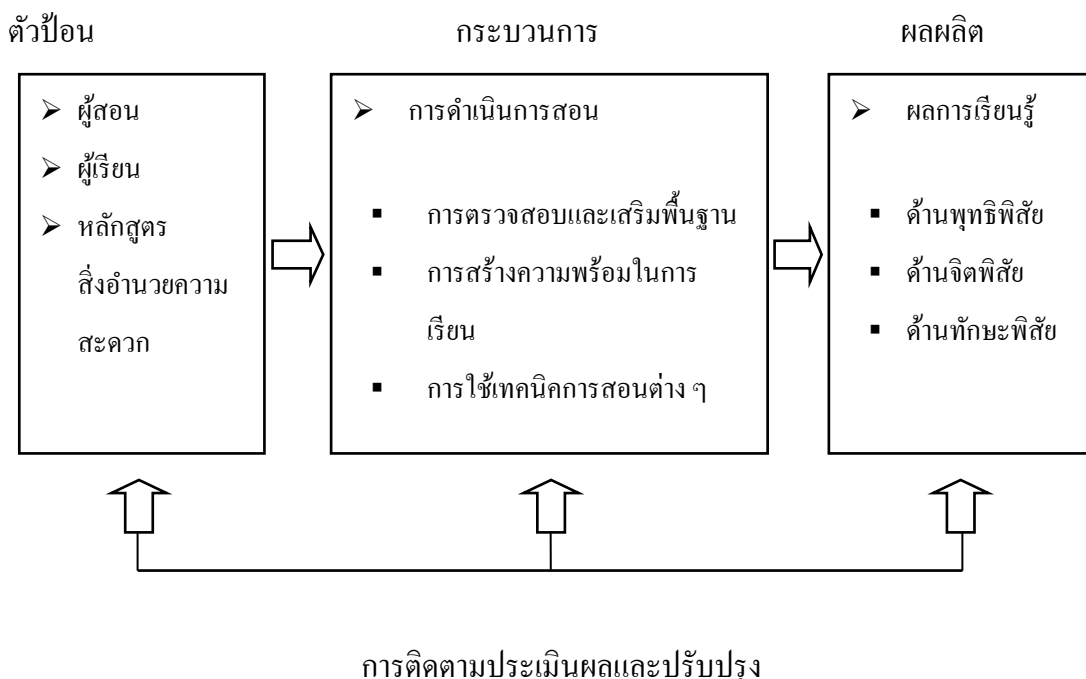 ตัวป้อน
กระบวนการ
ผลผลิต
➢ ผู้สอน
➢ ผู้เรียน
➢ หลักสูตร
สิ่งอำนวยความ
สะดวก
➢ การดำเนินการสอน
▪ การตรวจสอบและเสริมพื้นฐาน
▪ การสร้างความพร้อมในการ
เรียน
▪ การใช้เทคนิคการสอนต่าง ๆ
➢ ผลการเรียนรู้
▪ ด้านพุทธิพิสัย
▪ ด้านจิตพิสัย
▪ ด้านทักษะพิสัย
การติดตามประเมินผลและปรับปรุง